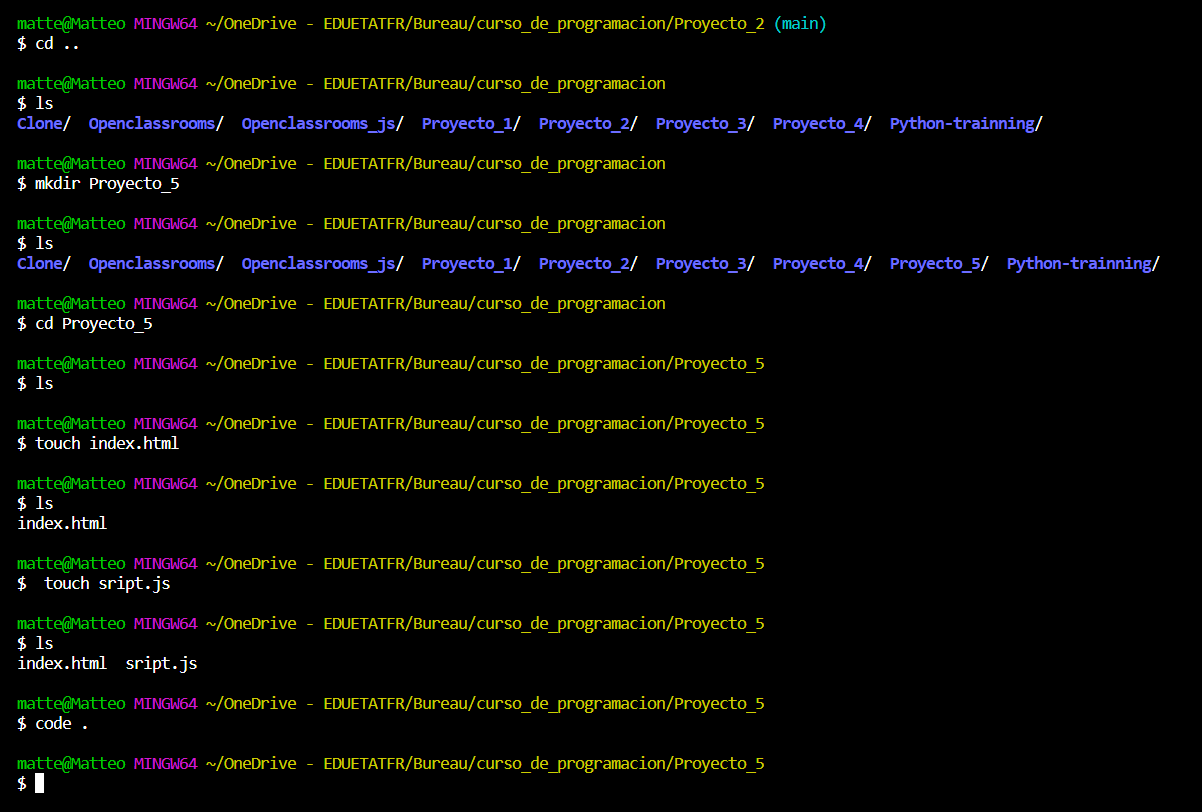 matte@Matteo MINGW64 ~/OneDrive - EDUETATFR/Bureau/curso_de_programacion/Proyecto_2 (main)
$ cd ..
matte@Matteo MINGW64 ~/OneDrive - EDUETATFR/Bureau/curso_de_programacion
$ ls
Clone/  Openclassrooms/  Openclassrooms_js/  Proyecto_1/  Proyecto_2/  Proyecto_3/  Proyecto_4/  Python-trainning/
matte@Matteo MINGW64 ~/OneDrive - EDUETATFR/Bureau/curso_de_programacion
$ mkdir Proyecto_5
matte@Matteo MINGW64 ~/OneDrive - EDUETATFR/Bureau/curso_de_programacion
$ ls
Clone/  Openclassrooms/  Openclassrooms_js/  Proyecto_1/  Proyecto_2/  Proyecto_3/  Proyecto_4/  Proyecto_5/  Python-trainning/
matte@Matteo MINGW64 ~/OneDrive - EDUETATFR/Bureau/curso_de_programacion
$ cd Proyecto_5
matte@Matteo MINGW64 ~/OneDrive - EDUETATFR/Bureau/curso_de_programacion/Proyecto_5
$ ls
matte@Matteo MINGW64 ~/OneDrive - EDUETATFR/Bureau/curso_de_programacion/Proyecto_5
$ touch index.html
matte@Matteo MINGW64 ~/OneDrive - EDUETATFR/Bureau/curso_de_programacion/Proyecto_5
$ ls
index.html
matte@Matteo MINGW64 ~/OneDrive - EDUETATFR/Bureau/curso_de_programacion/Proyecto_5
$  touch sript.js
matte@Matteo MINGW64 ~/OneDrive - EDUETATFR/Bureau/curso_de_programacion/Proyecto_5
$ ls
index.html  sript.js
matte@Matteo MINGW64 ~/OneDrive - EDUETATFR/Bureau/curso_de_programacion/Proyecto_5
$ code .
matte@Matteo MINGW64 ~/OneDrive - EDUETATFR/Bureau/curso_de_programacion/Proyecto_5
$